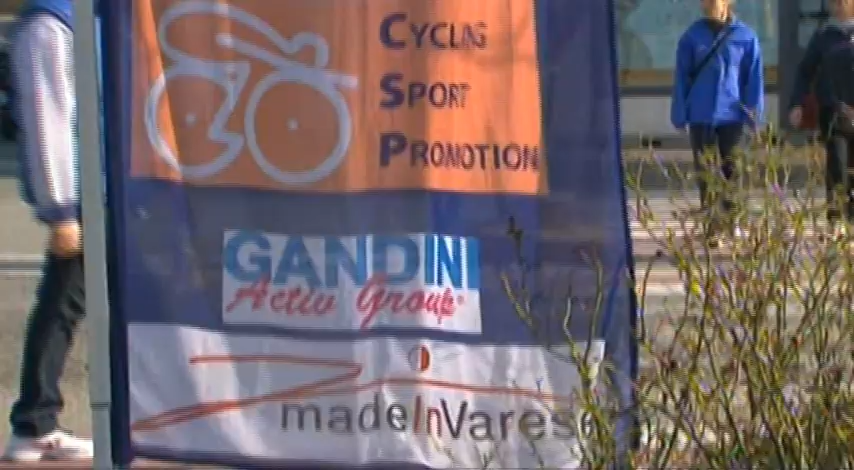 CYCLING
SPORT
PROMOTION
GANDINI
Activ Group
madeInVarese